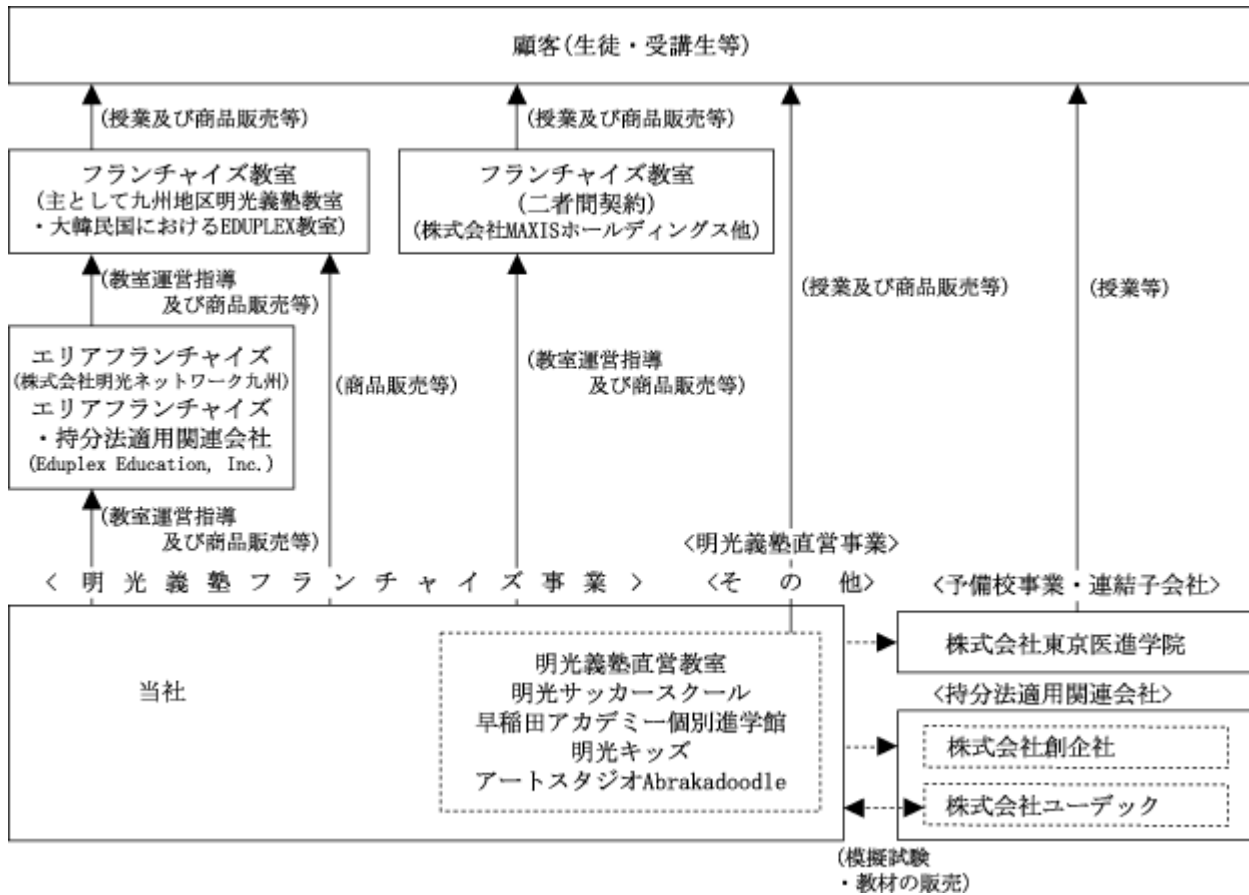 顧客(生徒・受講生等)
(授業及び商品販売等)
(授業及び商品販売等)
フランチャイズ教室
(主として九州地区明光義塾教室
・大韓民国におけるEDUPLEX教室)
フランチャイズ教室
(二者間契約)
(株式会社MAXISホールディングス他)
(教室運営指導
及び商品販売等)
(授業及び商品販売等)
(授業等)
エリアフランチャイズ
(株式会社明光ネットワーク九州)
エリアフランチャイズ
・持分法適用関連会社
(Eduplex Education, Inc.)
(商品販売等)
(教室運営指導
及び商品販売等)
(教室運営指導
及び商品販売等)
<明光義塾直営事業>
<明光義塾フランチャイズ事業>
<その他>
<予備校事業・連結子会社>
当社
明光義塾直営教室
明光サッカースクール
早稲田アカデミー個別進学館
明光キッズ
アートスタジオAbrakadoodle
株式会社東京医進学院
<持分法適用関連会社>
株式会社創企社
株式会社ユーデック
(模擬試験
・教材の販売)